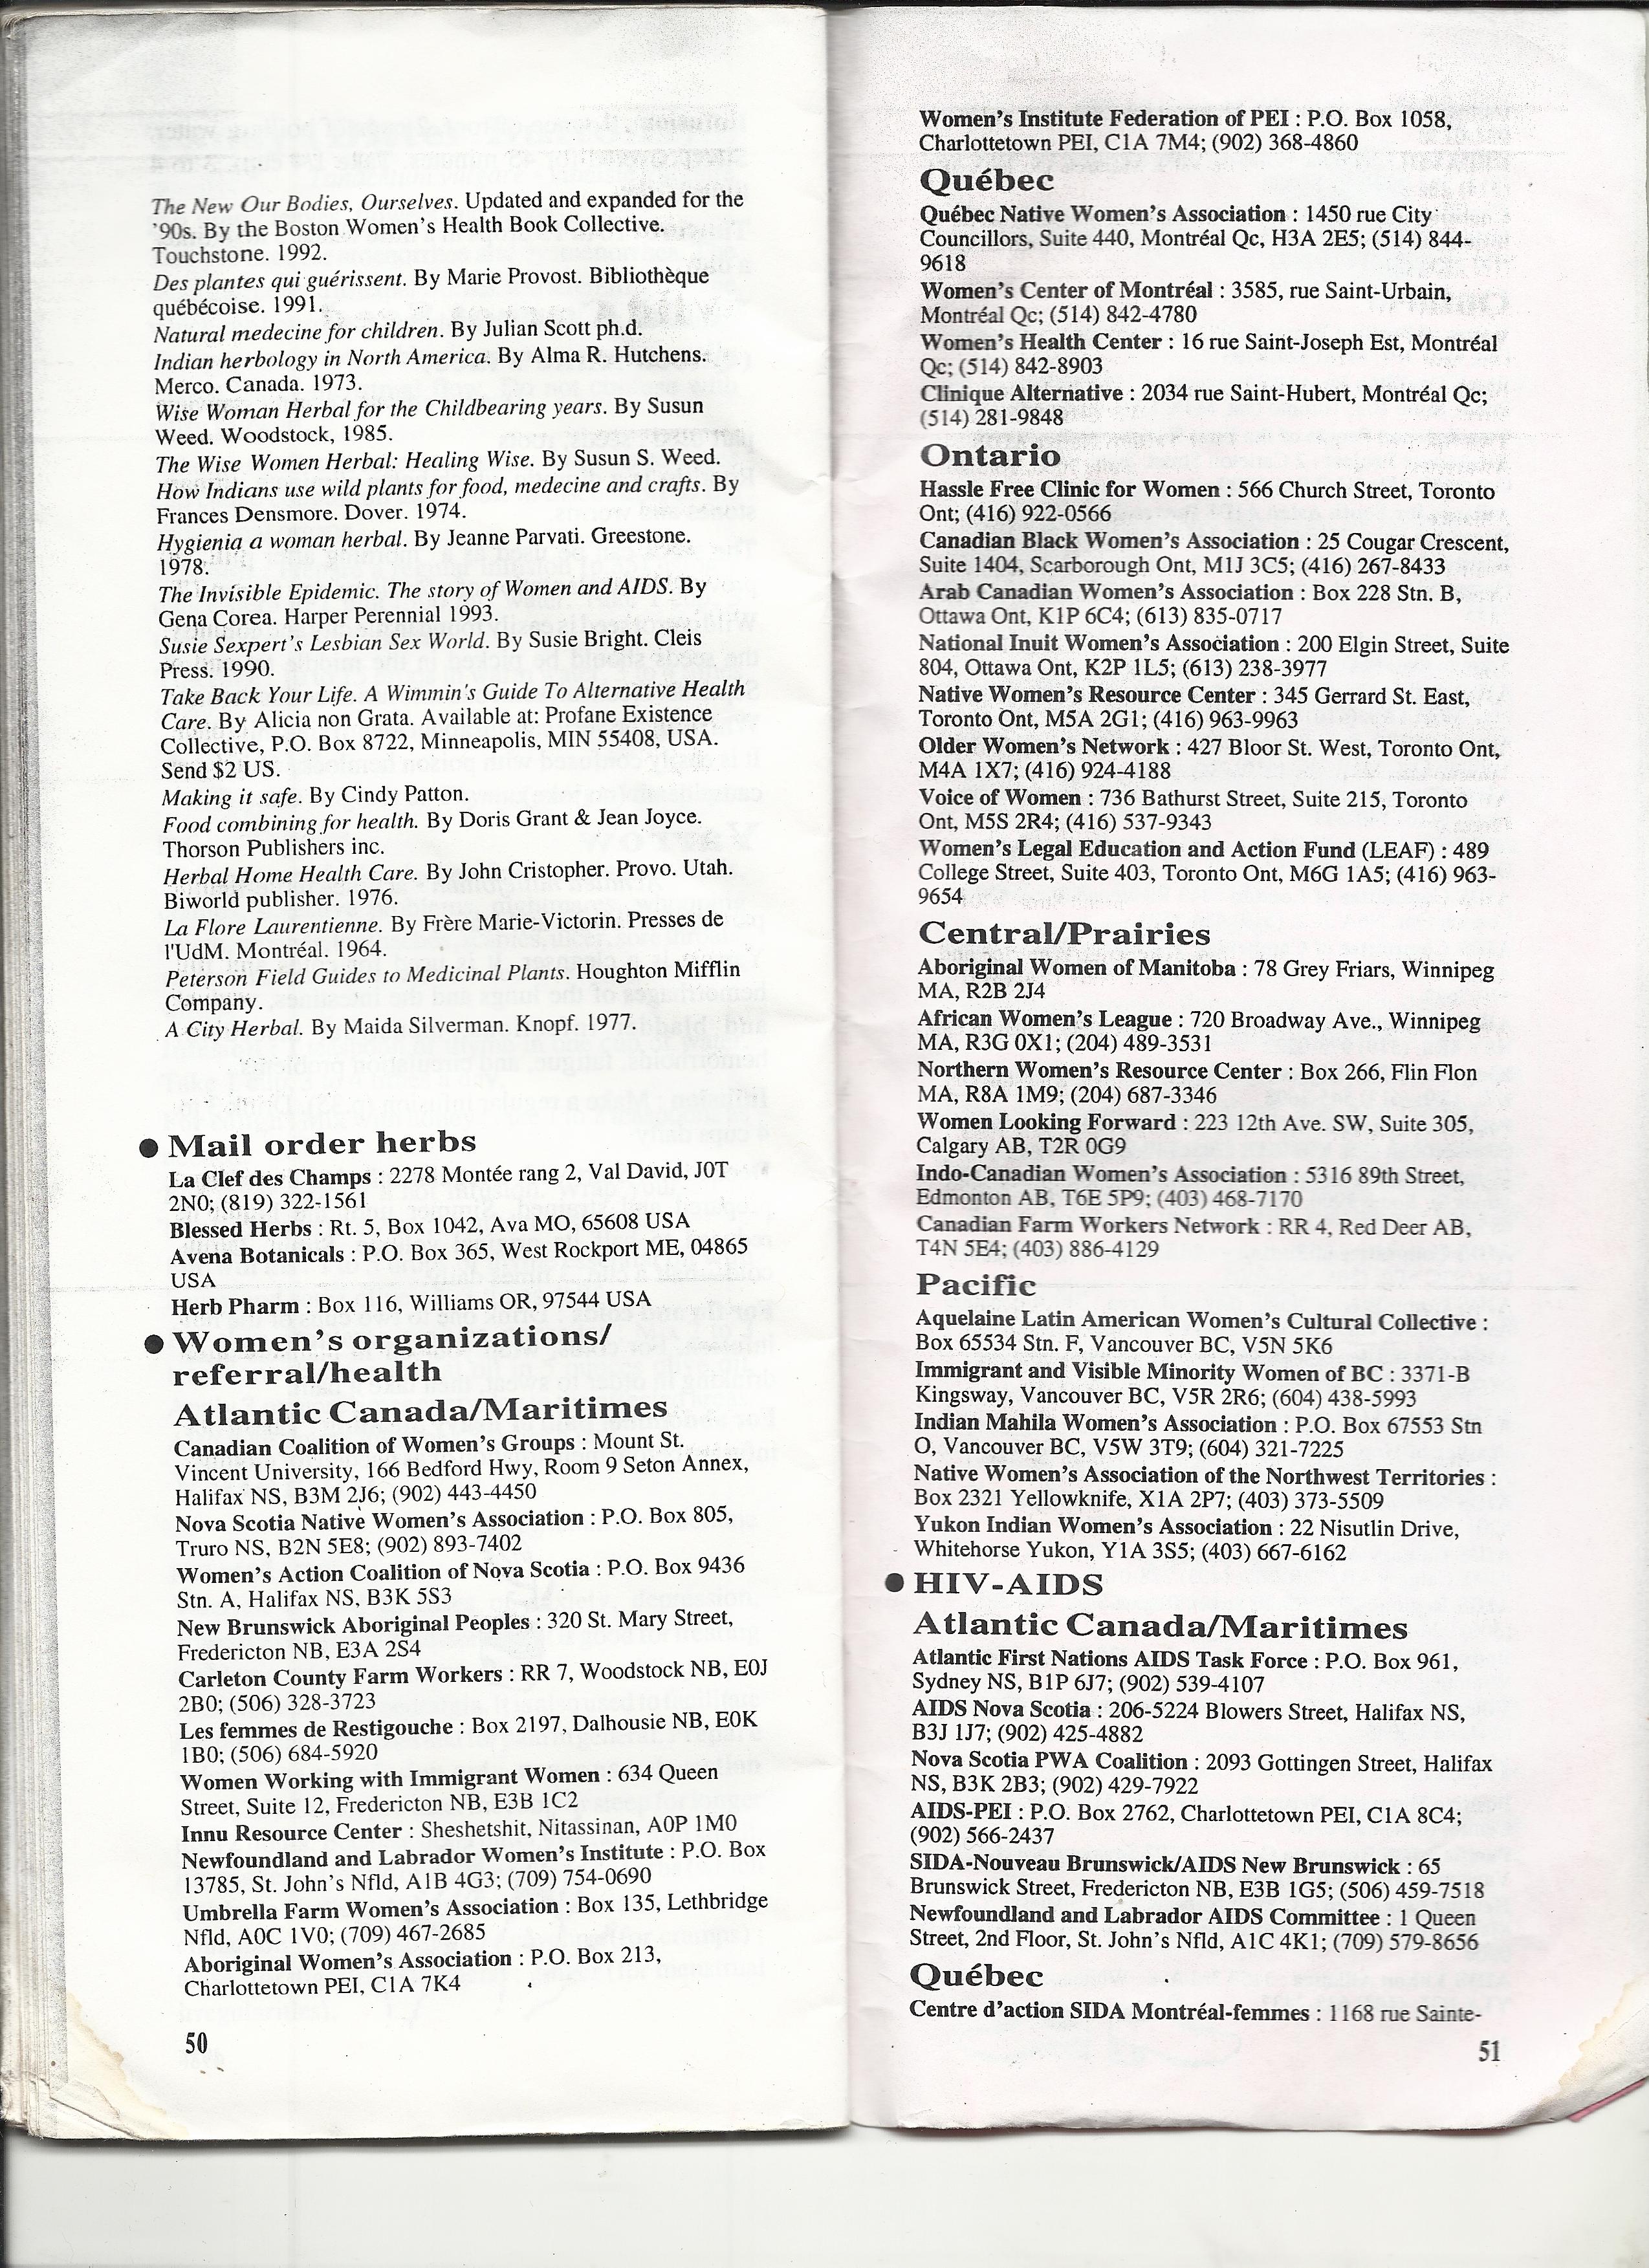 The New Our Bodies, Ourselves. Updated and expanded for the
'90s. By the Boston Women's Health Book Collective.
Touchstone. 1992.
Des plantes qui guérissent. By Marie Provost. Bibliothèque
québécoise. 1991.
Natural medecine for children. By Julian Scott ph.d.
Indian herbology in North America. By Alma R. Hutchens.
Merco. Canada. 1973.
Wise Woman Herbal for the Childbearing years. By Susun
Weed. Woodstock, 1985.
The Wise Women Herbal: Healing Wise. By Susun S. Weed.
How Indians use wild plants for food, medecine and crafts. By
Frances Densmore. Dover. 1974.
Hygienia a woman herbal. By Jeanne Parvati. Greestone.
1978.
The Invisible Epidemic. The story of Women and AIDS. By
Gena Corea. Harper Perennial 1993.
Susie Sexpert's Lesbian Sex World. By Susie Bright. Cleis
Press. 1990.
Take Back Your Life. A Wimmin's Guide To Alternative Health
Care. By Alicia non Grata. Available at: Profane Existence
Collective, P.O. Box 8722, Minneapolis, MIN 55408, USA.
Send $2 US.
Making it safe. By Cindy Patton.
Food combining for health. By Doris Grant & Jean Joyce.
Thorson Publishers inc.
Herbal Home Health Care. By John Cristopher. Provo. Utah.
Biworld publisher. 1976.
La Flore Laurentienne. By Frère Marie-Victorin. Presses de
l'UdM. Montréal. 1964.
Peterson Field Guides to Medicinal Plants. Houghton Mifflin
Company.
A City Herbal. By Maida Silverman. Knopf. 1977.
● Mail order herbs
La Clef des Champs : 2278 Montée rang 2, Val David, J0T
2N0; (819) 322-1561
Blessed Herbs : Rt. 5, Box 1042, Ava MO, 65608 USA
Avena Botanicals : P.O. Box 365, West Rockport ME, 04865
USA
Herb Pharm : Box 116, Williams OR, 97544 USA
● Women's organizations/
referral/health
Atlantic Canada/Maritimes
Canadian Coalition of Women's Groups : Mount St.
Vincent University, 166 Bedford Hwy, Room 9 Seton Annex,
Halifax NS, B3M 2J6; (902) 443-4450
Nova Scotia Native Women's Association : P.O. Box 805,
Truro NS, B2N 5E8; (902) 893-7402
Women's Action Coalition of Nova Scotia : P.O. Box 9436
Stn. A, Halifax NS, B3K 5S3
New Brunswick Aboriginal Peoples : 320 St. Mary Street,
Fredericton NB, E3A 2S4
Carleton County Farm Workers : RR 7, Woodstock NB, E0J
2B0; (506) 328-3723
Les femmes de Restigouche : Box 2197, Dalhousie NB, E0K
1B0; (506) 684-5920
Women Working with Immigrant Women : 634 Queen
Street, Suite 12, Fredericton NB, E3B 1C2
Innu Resource Center : Sheshetshit, Nitassinan, A0P 1M0
Newfoundland and Labrador Women's Institute : P.O. Box
13785, St. John's Nfld, A1B 4G3; (709) 754-0690
Umbrella Farm Women's Association : Box 135, Lethbridge
Nfld, A0C 1V0; (709) 467-2685
Aboriginal Women's Association : P.O. Box 213,
Charlottetown PEI, C1A 7K4
50
Women's Institute Federation of PEI : P.O. Box 1058,
Charlottetown PEI, C1A 7M4; (902) 368-4860
Québec
Québec Native Women's Association : 1450 rue City
Councillors, Suite 440, Montréal Qc, H3A 2E5; (514) 844-
9618
Women's Center of Montréal : 3585, rue Saint-Urbain,
Montréal Qc; (514) 842-4780
Women's Health Center : 16 rue Saint-Joseph Est, Montréal
Qc; (514) 842-8903
Clinique Alternative : 2034 rue Saint-Hubert, Montréal Qc;
(514) 281-9848
Ontario
Hassle Free Clinic for Women : 566 Church Street, Toronto
Ont; (416) 922-0566
Canadian Black Women's Association : 25 Cougar Crescent,
Suite 1404, Scarborough Ont, M1J 3C5; (416) 267-8433
Arab Canadian Women's Association : Box 228 Stn. B,
Ottawa Ont, K1P 6C4; (613) 835-0717
National Inuit Women's Association : 200 Elgin Street, Suite
804, Ottawa Ont, K2P 1L5; (613) 238-3977
Native Women's Resource Center : 345 Gerrard St. East,
Toronto Ont, M5A 2G1; (416) 963-9963
Older Women's Network : 427 Bloor St. West, Toronto Ont,
M4A 1X7; (416) 924-4188
Voice of Women : 736 Bathurst Street, Suite 215, Toronto
Ont, M5S 2R4; (416) 537-9343
Women's Legal Education and Action Fund (LEAF) : 489
College Street, Suite 403, Toronto Ont, M6G 1A5; (416) 963-
9654
Central/Prairies
Aboriginal Women of Manitoba : 78 Grey Friars, Winnipeg
MA, R2B 2J4
African Women's League : 720 Broadway Ave., Winnipeg
MA, R3G 0X1; (204) 489-3531
Northern Women's Resource Center : Box 266, Flin Flon
MA, R8A 1M9; (204) 687-3346
Women Looking Forward : 223 12th Ave. SW, Suite 305,
Calgary AB, T2R 0G9
Indo-Canadian Women's Association : 5316 89th Street,
Edmonton AB, T6E 5P9; (403) 468-7170
Canadian Farm Workers Network : RR 4, Red Deer AB,
T4N 5E4; (403) 886-4129
Pacific
Aquelaine Latin American Women's Cultural Collective :
Box 65534 Stn. F, Vancouver BC, V5N 5K6
Immigrant and Visible Minority Women of BC : 3371-B
Kingsway, Vancouver BC, V5R 2R6; (604) 438-5993
Indian Mahila Women's Association : P.O. Box 67553 Stn
O, Vancouver BC, V5W 3T9; (604) 321-7225
Native Women's Association of the Northwest Territories :
Box 2321 Yellowknife, X1A 2P7; (403) 373-5509
Yukon Indian Women's Association : 22 Nisutlin Drive,
Whitehorse Yukon, Y1A 3S5; (403) 667-6162
● HIV-AIDS
Atlantic Canada/Maritimes
Atlantic First Nations AIDS Task Force : P.O. Box 961,
Sydney NS, B1P 6J7; (902) 539-4107
AIDS Nova Scotia : 206-5224 Blowers Street, Halifax NS,
B3J 1J7; (902) 425-4882
Nova Scotia PWA Coalition : 2093 Gottingen Street, Halifax
NS, B3K 2B3; (902) 429-7922
AIDS-PEI : P.O. Box 2762, Charlottetown PEI, C1A 8C4;
(902) 566-2437
SIDA-Nouveau Brunswick/AIDS New Brunswick : 65
Brunswick Street, Fredericton NB, E3B 1G5; (506) 459-7518
Newfoundland and Labrador AIDS Committee : 1 Queen
Street, 2nd Floor, St. John's Nfld, A1C 4K1; (709) 579-8656
Québec
Centre d'action SIDA Montréal-femmes : 1168 rue Sainte-
51